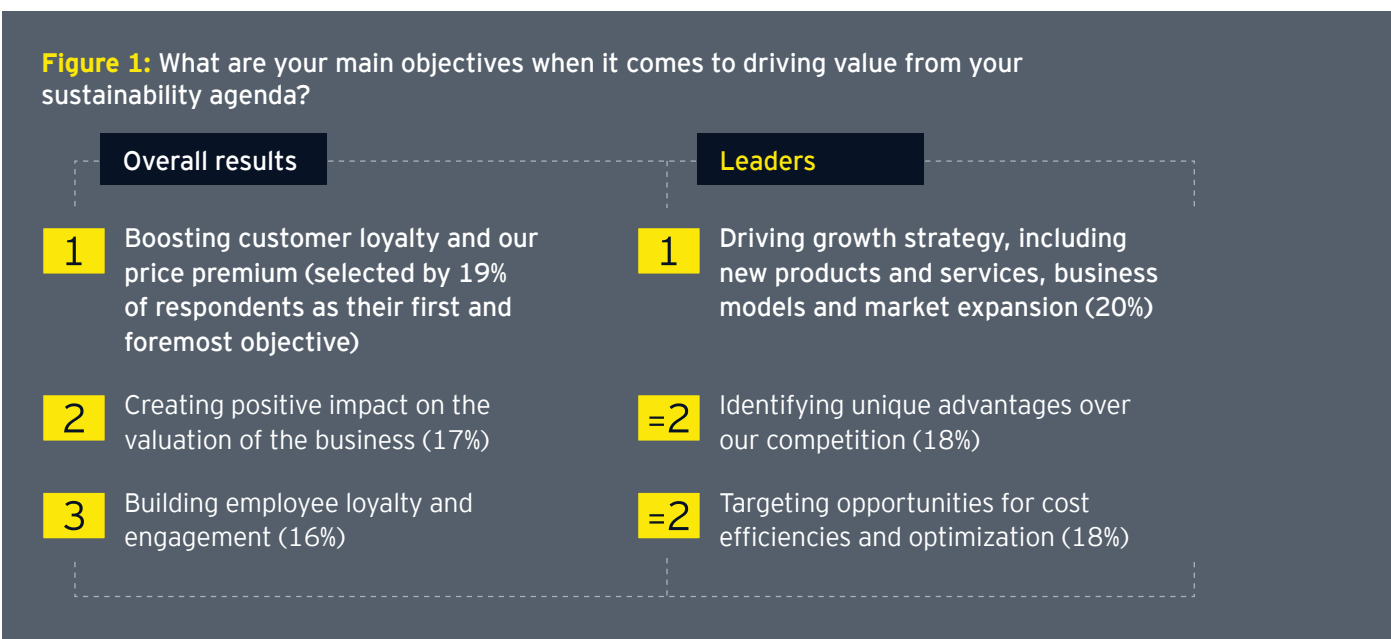 Figure 1: What are your main objectives when it comes to driving value from your
sustainability agenda?
Overall results
1
Boosting customer loyalty and our
price premium (selected by 19%
of respondents as their first and
foremost objective)
2
Creating positive impact on the
valuation of the business (17%)
3
Building employee loyalty and
engagement (16%)
Leaders
1
Driving growth strategy, including
new products and services, business
models and market expansion (20%)
=2
Identifying unique advantages over
our competition (18%)
=2
Targeting opportunities for cost
efficiencies and optimization (18%)